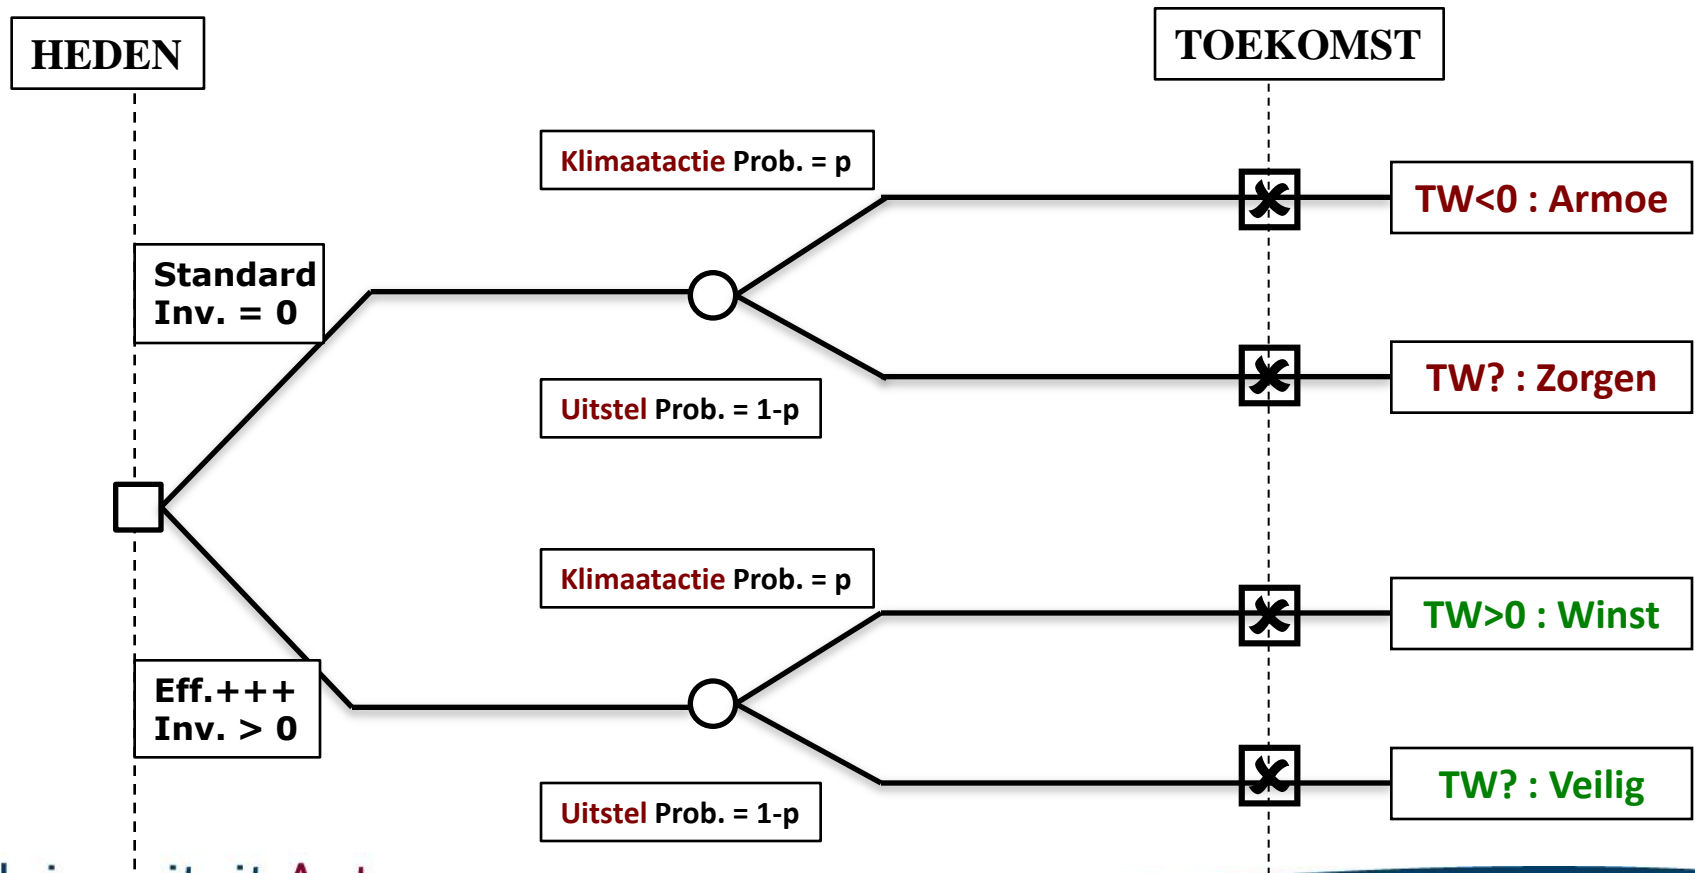 HEDEN
TOEKOMST
Klimaatactie Prob. = p
TW<0 : Armoe
Standard
Inv. = 0
TW? : Zorgen
Uitstel Prob. = 1-p
Klimaatactie Prob. = p
TW>0 : Winst
Eff.+++
Inv. > 0
TW? : Veilig
Uitstel Prob. = 1-p